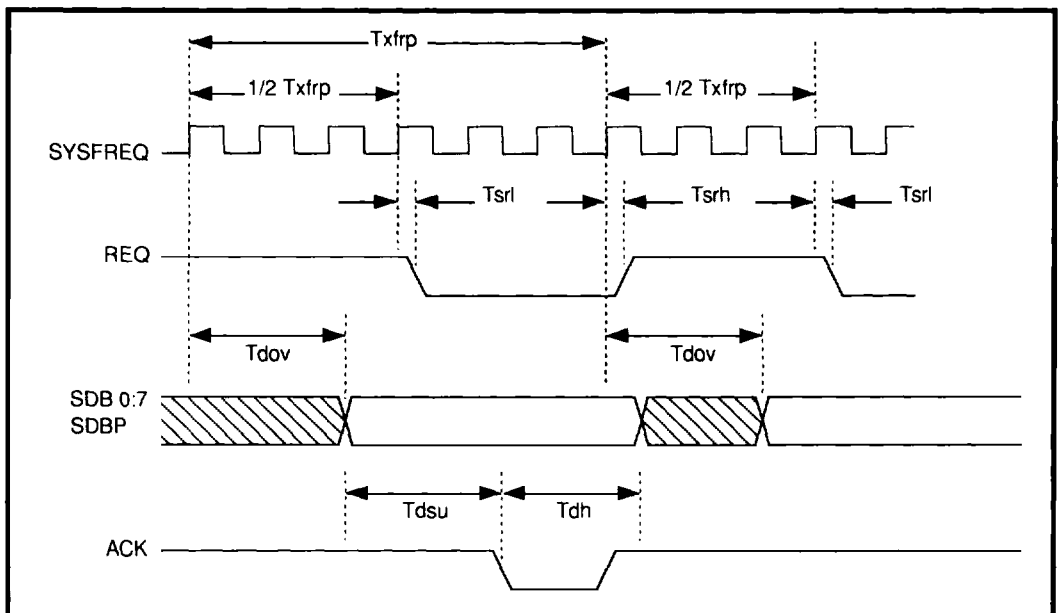 Txfrp
1/2 Txfrp
1/2 Txfrp
SYSFREQ
Tsrl
Tsrh
Tsrl
REQ
Tdov
Tdov
SDB 0:7
SDBP
Tdsu
Tdh
ACK